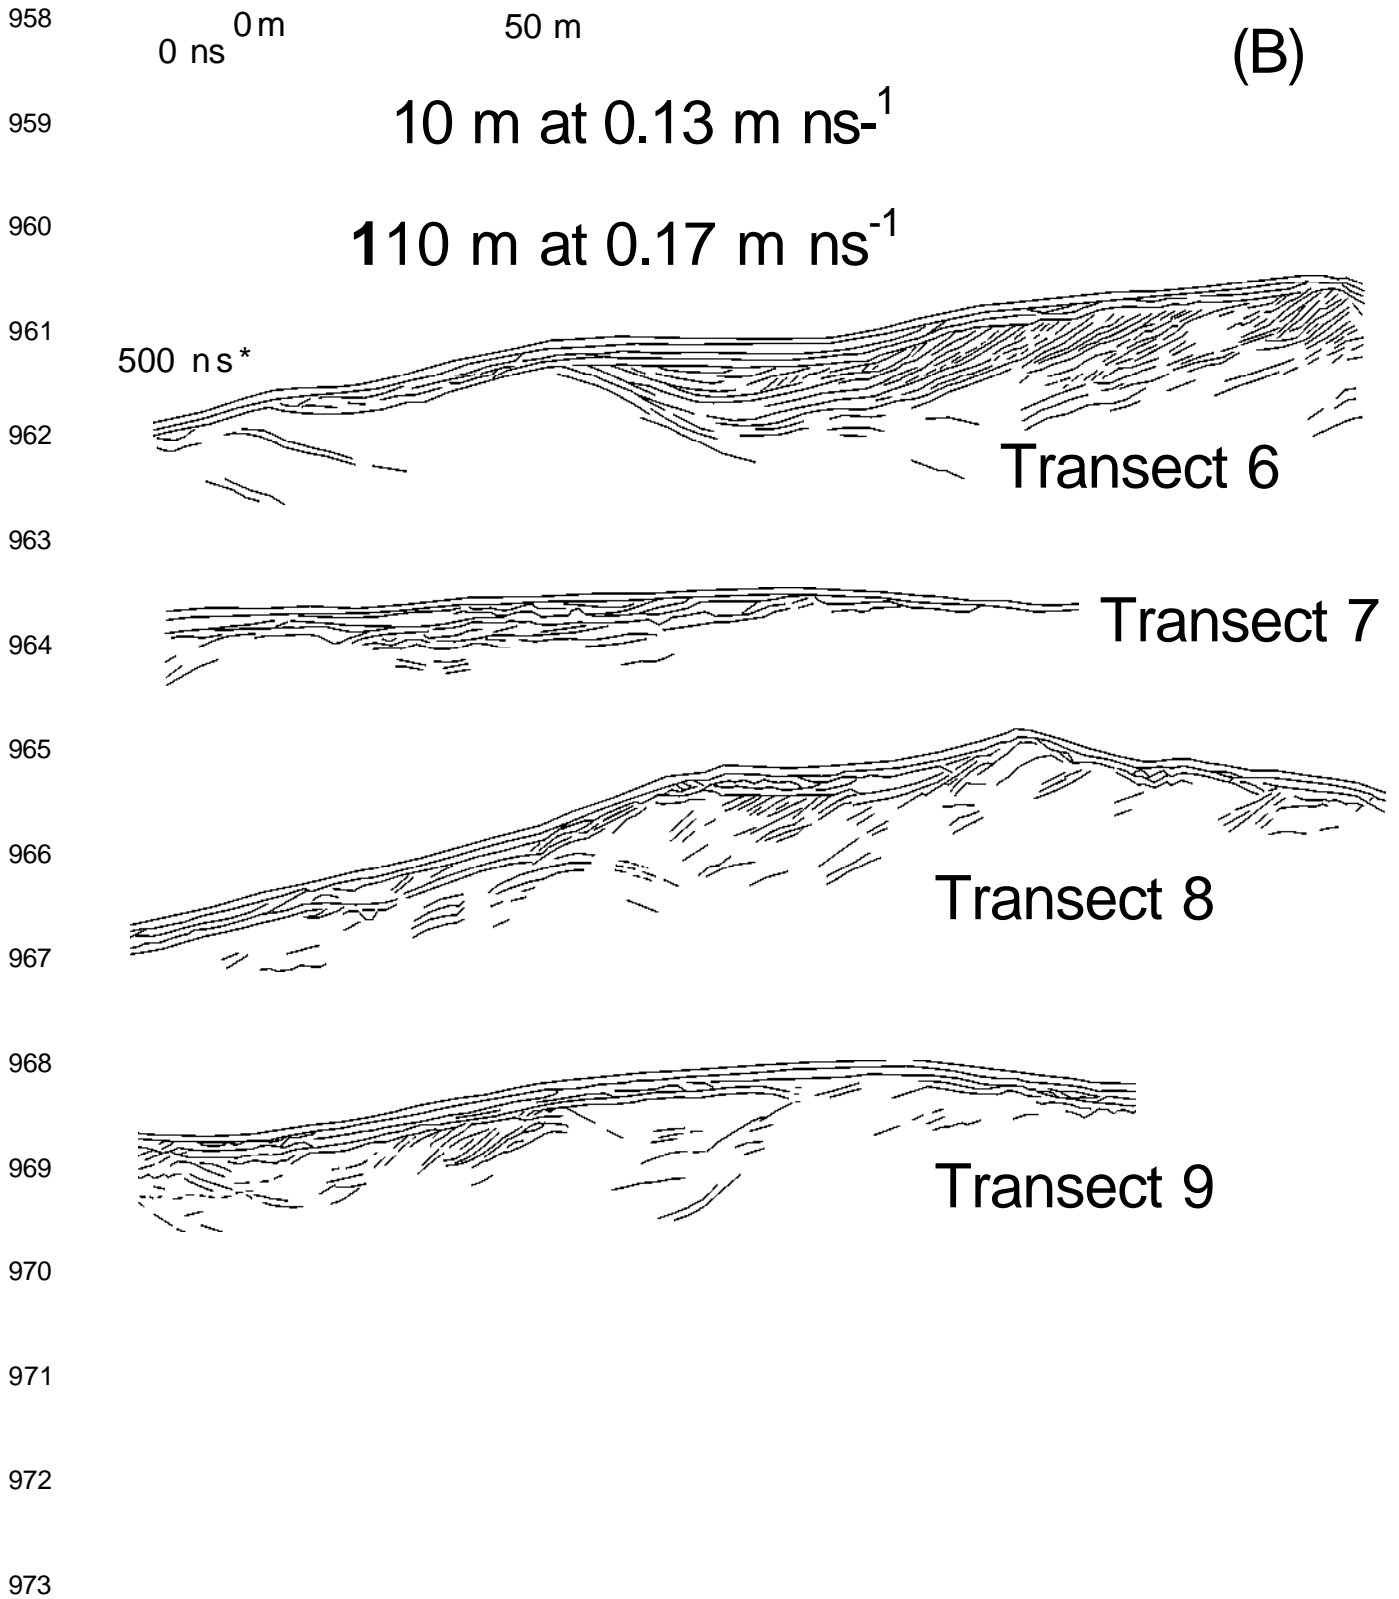 958
0 m 50 m
0 ns
(B)
959
10 m at 0.13 m ns-1
960
110 m at 0.17 m ns-1
961
500 ns*
962
Transect 6
963
Transect 7
964
965
966
Transect 8
967
968
969
Transect 9
970
971
972
973